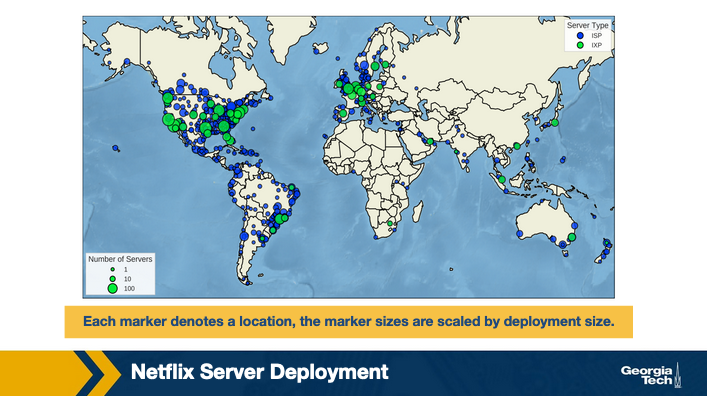 Server Type
ISP
IXP
Number of Servers
1
10
100
Each marker denotes a location, the marker sizes are scaled by deployment size.
Netflix Server Deployment
Georgia
Tech